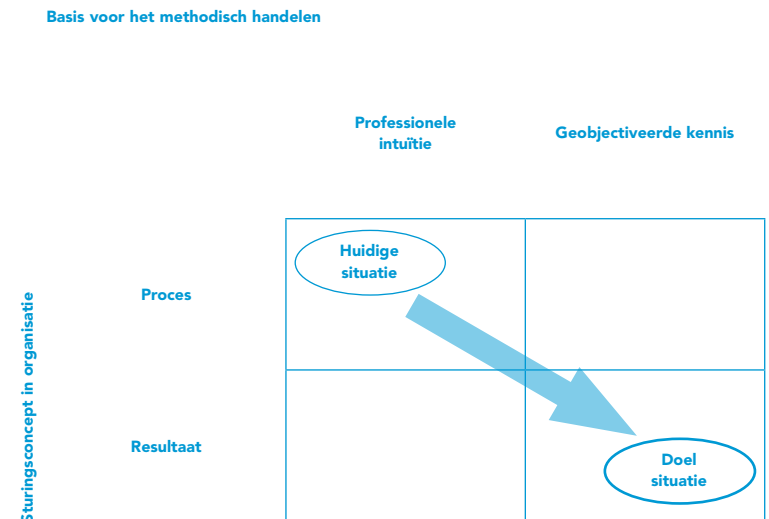 Basis voor het methodisch handelen
Professionele
intuïtie
Geobjectiveerde kennis
Huidige
situatie
Proces
Sturingsconcept in organisatie
Resultaat
Doel
situatie